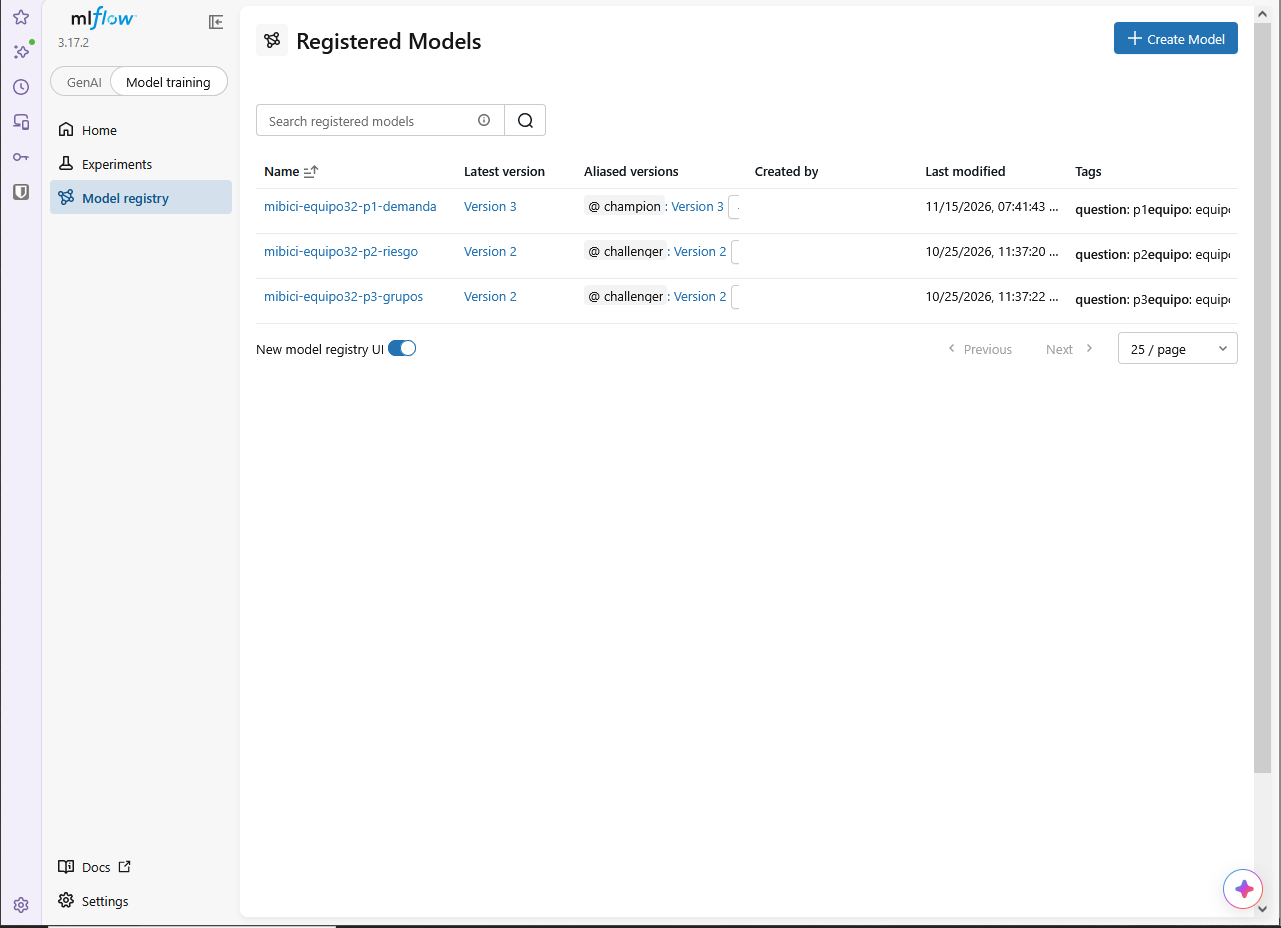 mlflow
3.17.2
GenAI Model training
Home
Experiments
Model registry
Docs
Settings
Registered Models
Create Model
Search registered models
Name Latest version Aliased versions Created by Last modified Tags
mibici-equipo32-p1-demanda Version 3 @ champion : Version 3 11/15/2026, 07:41:43 ... question: p1equipo: equipo
mibici-equipo32-p2-riesgo Version 2 @ challenger : Version 2 10/25/2026, 11:37:20 ... question: p2equipo: equipo
mibici-equipo32-p3-grupos Version 2 @ challenger : Version 2 10/25/2026, 11:37:22 ... question: p3equipo: equipo
New model registry UI
Previous Next 25 / page